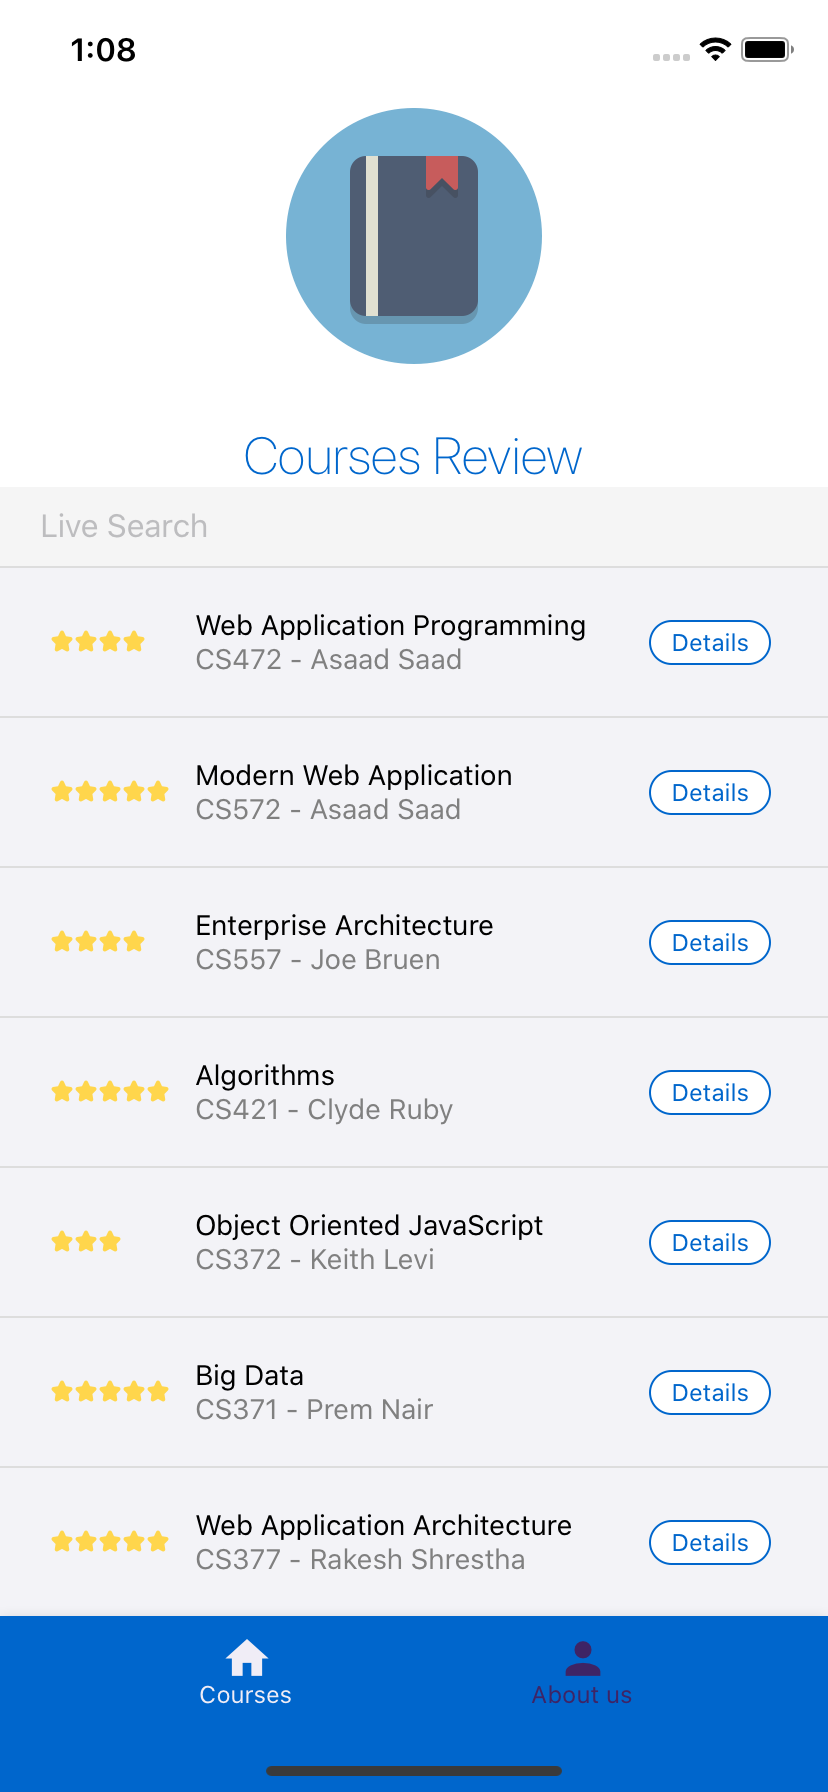 1:08
Courses Review
Live Search
Web Application Programming
CS472 - Asaad Saad
Details
Modern Web Application
CS572 - Asaad Saad
Details
Enterprise Architecture
CS557 - Joe Bruen
Details
Algorithms
CS421 - Clyde Ruby
Details
Object Oriented JavaScript
CS372 - Keith Levi
Details
Big Data
CS371 - Prem Nair
Details
Web Application Architecture
CS377 - Rakesh Shrestha
Details
Courses
About us